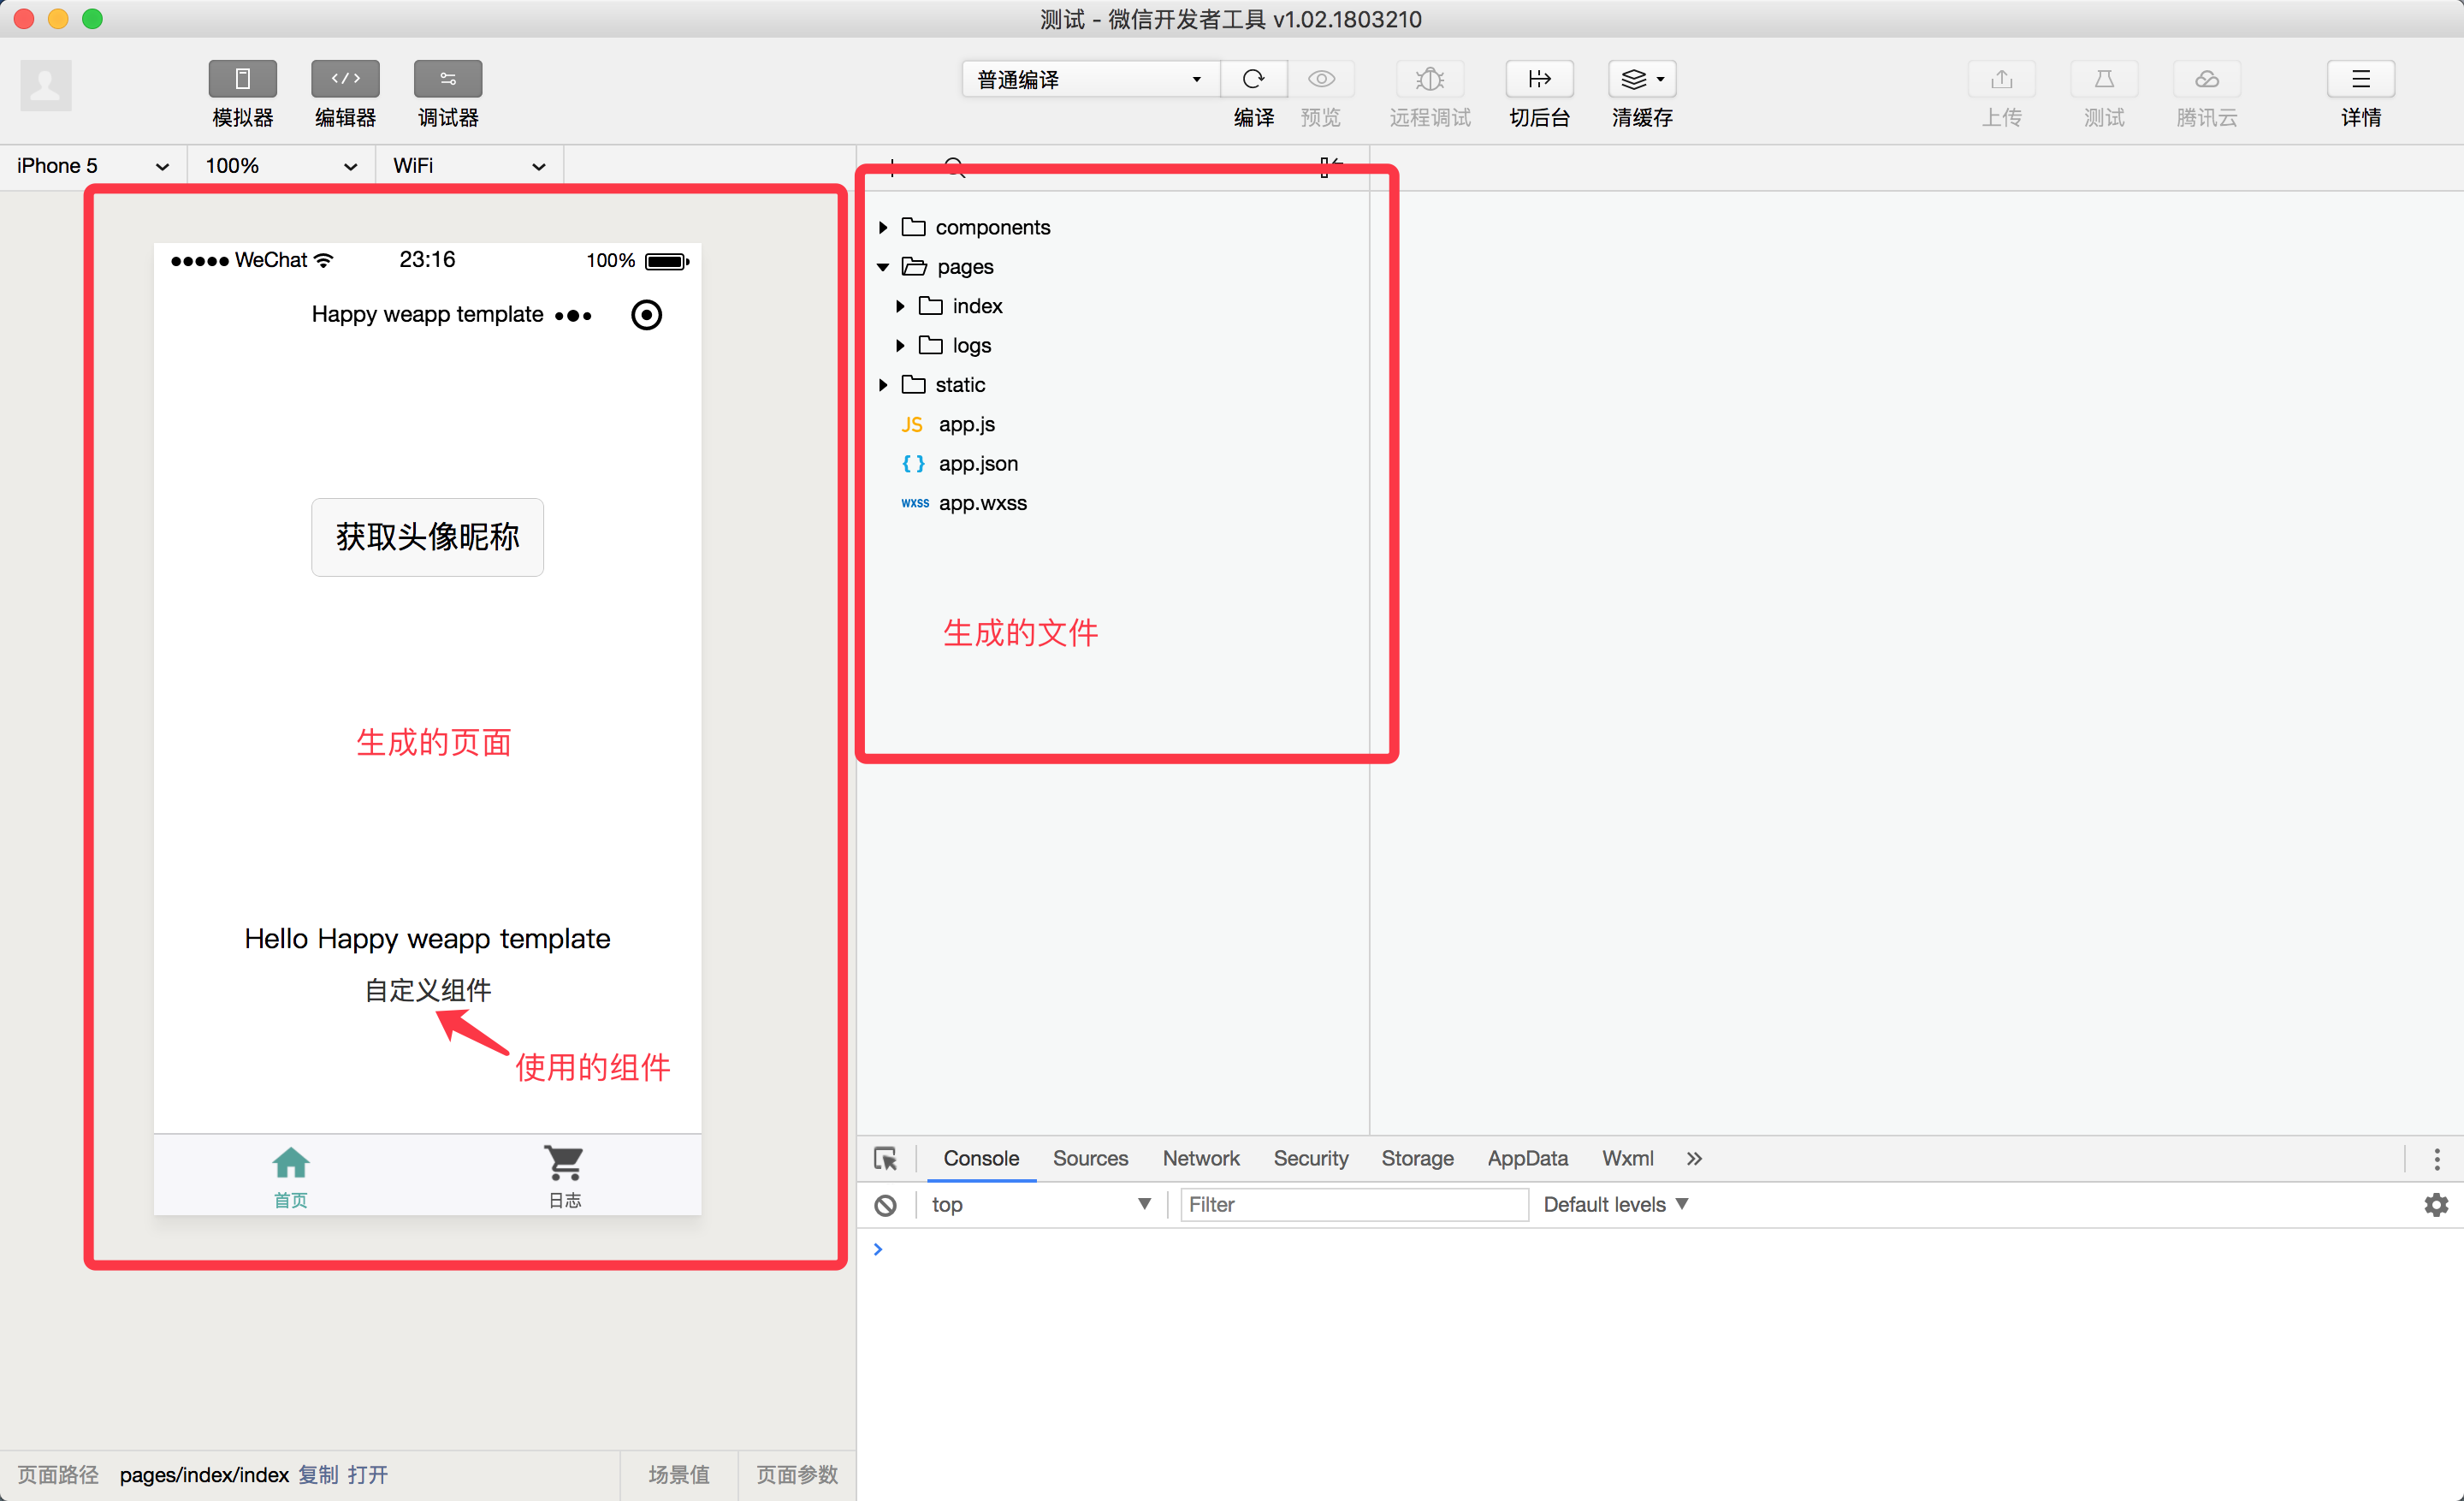 测试 - 微信开发者工具 v1.02.1803210
模拟器
编辑器
调试器
普通编译
编译
预览
远程调试
切后台
清缓存
上传
测试
腾讯云
详情
iPhone 5
100%
WiFi
WeChat
23:16
100%
Happy weapp template
获取头像昵称
生成的页面
Hello Happy weapp template
自定义组件
使用的组件
首页
日志
页面路径 pages/index/index 复制 打开
场景值
页面参数
components
pages
index
logs
static
JS app.js
{ } app.json
wxss app.wxss
生成的文件
Console
Sources
Network
Security
Storage
AppData
Wxml
top
Filter
Default levels